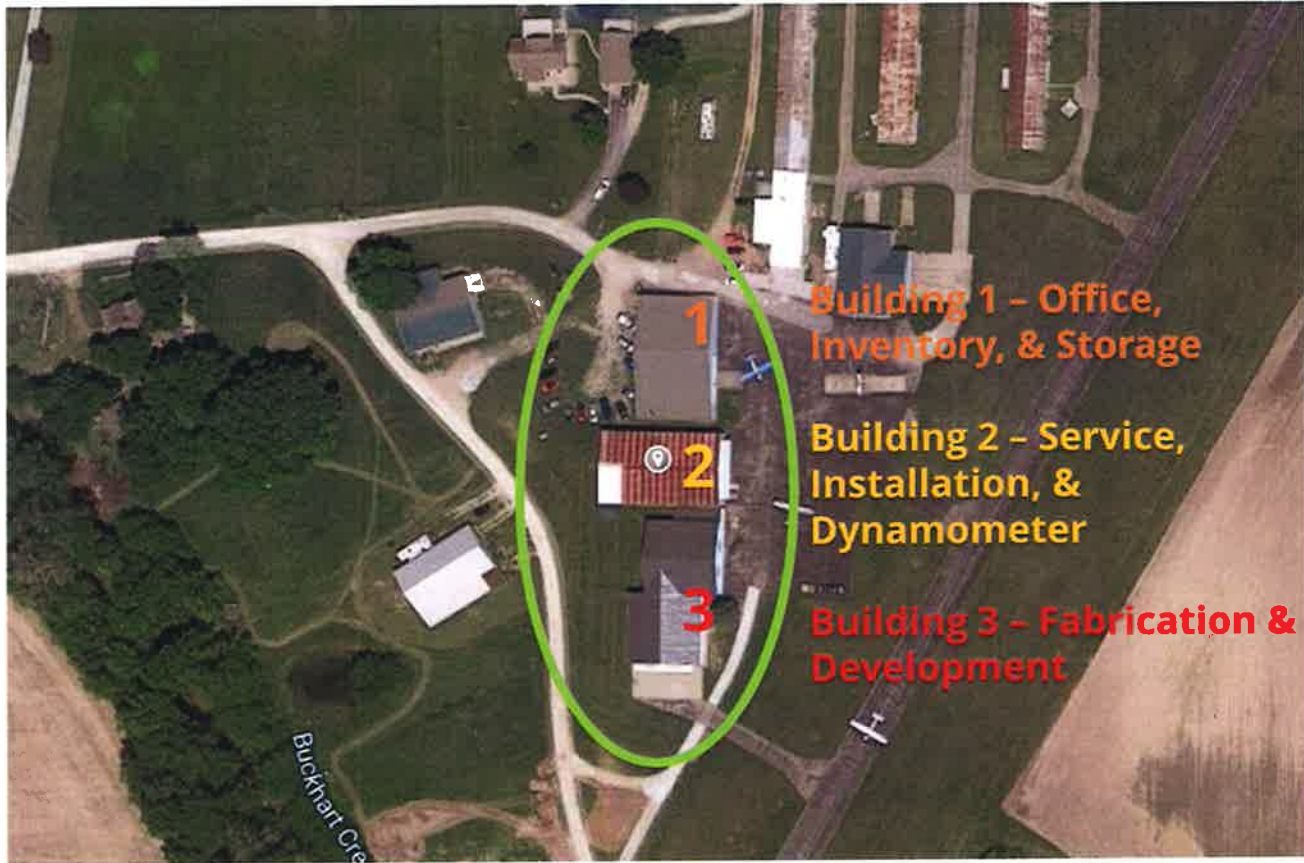 1
Building 1 – Office,
Inventory, & Storage
2
Building 2 – Service,
Installation, &
Dynamometer
3
Building 3 – Fabrication &
Development
Buckhart Cre